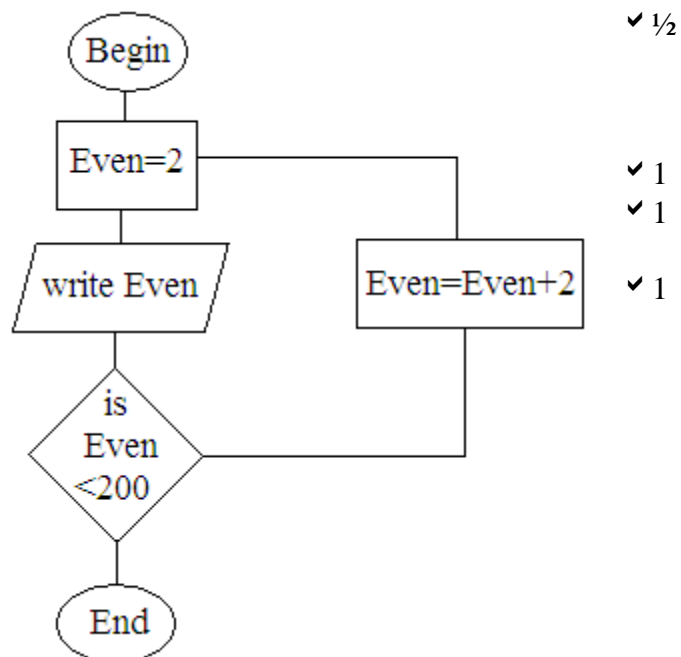 ✔ ½
Begin
Even=2
✔ 1
✔ 1
write Even
Even=Even+2
✔ 1
is
Even
<200
End